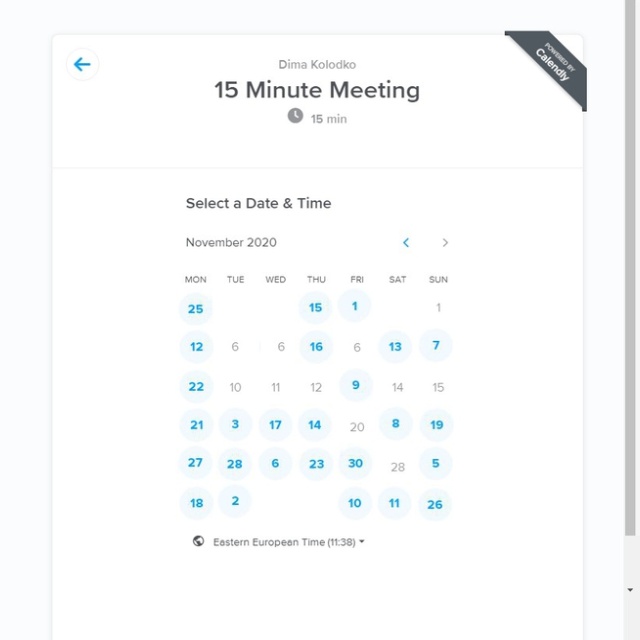 POWERED BY
Calendly
Dima Kolodko
15 Minute Meeting
15 min
Select a Date & Time
November 2020
MON TUE WED THU FRI SAT SUN
25 15 1 1
12 6 6 16 6 13 7
22 10 11 12 9 14 15
21 3 17 14 20 8 19
27 28 6 23 30 28 5
18 2 10 11 26
Eastern European Time (11:38)